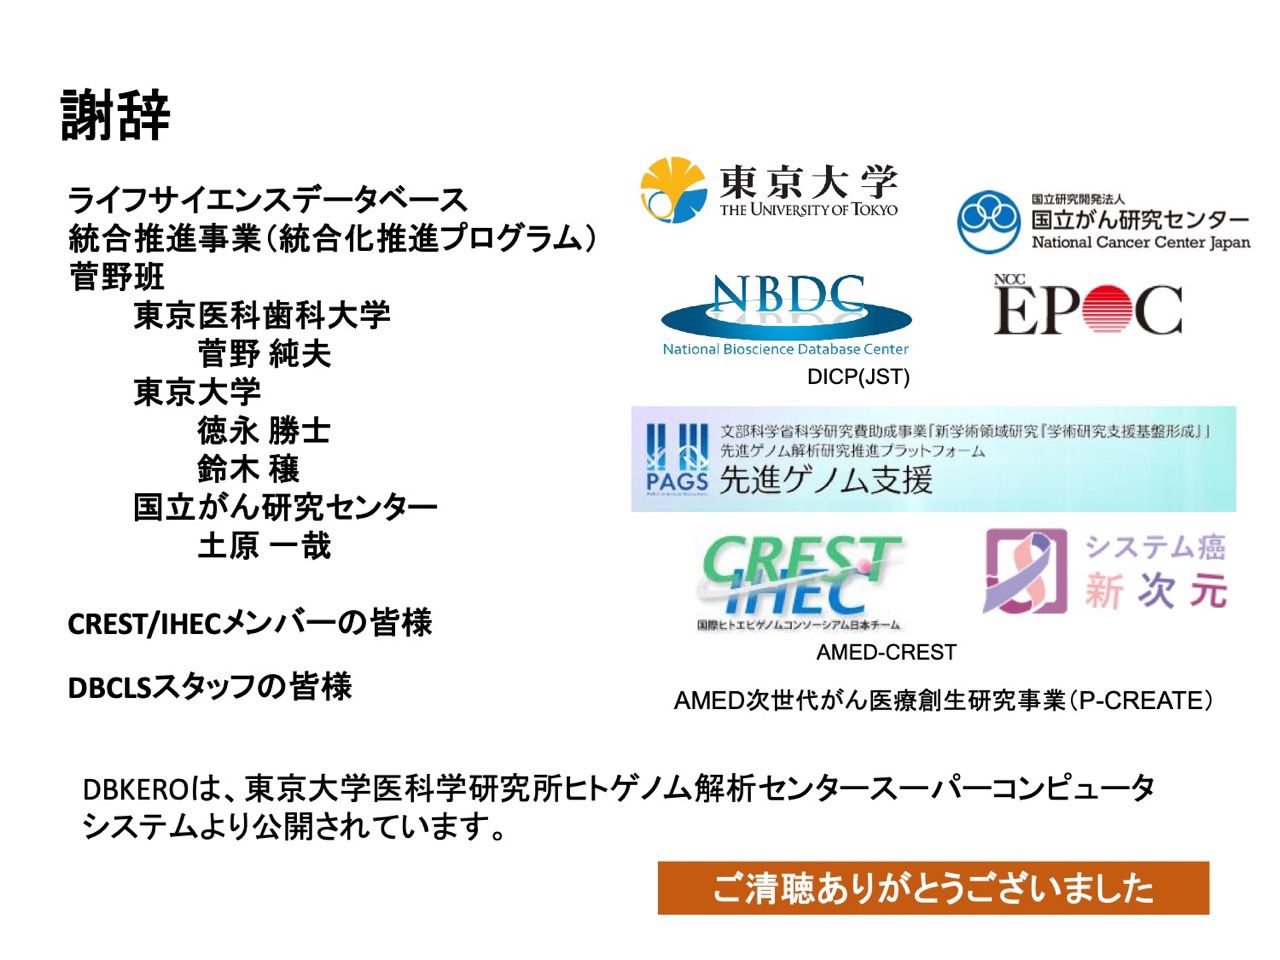 謝辞
ライフサイエンスデータベース
統合推進事業（統合化推進プログラム）
菅野班
東京医科歯科大学
菅野 純夫
東京大学
徳永 勝士
鈴木 穣
国立がん研究センター
土原 一哉
CREST/IHECメンバーの皆様
DBCLSスタッフの皆様
東京大学
THE UNIVERSITY OF TOKYO
国立研究開発法人
国立がん研究センター
National Cancer Center Japan
NBDC
National Bioscience Database Center
DICP(JST)
NCC
EPOC
文部科学省科学研究費助成事業「新学術領域研究『学術研究支援基盤形成』」
先進ゲノム解析研究推進プラットフォーム
PAGS
先進ゲノム支援
CREST
IHEC
国際ヒトエピゲノムコンソーシアム日本チーム
AMED-CREST
システム癌
新次元
AMED次世代がん医療創生研究事業（P-CREATE）
DBKEROは、東京大学医科学研究所ヒトゲノム解析センタースーパーコンピュータ
システムより公開されています。
ご清聴ありがとうございました